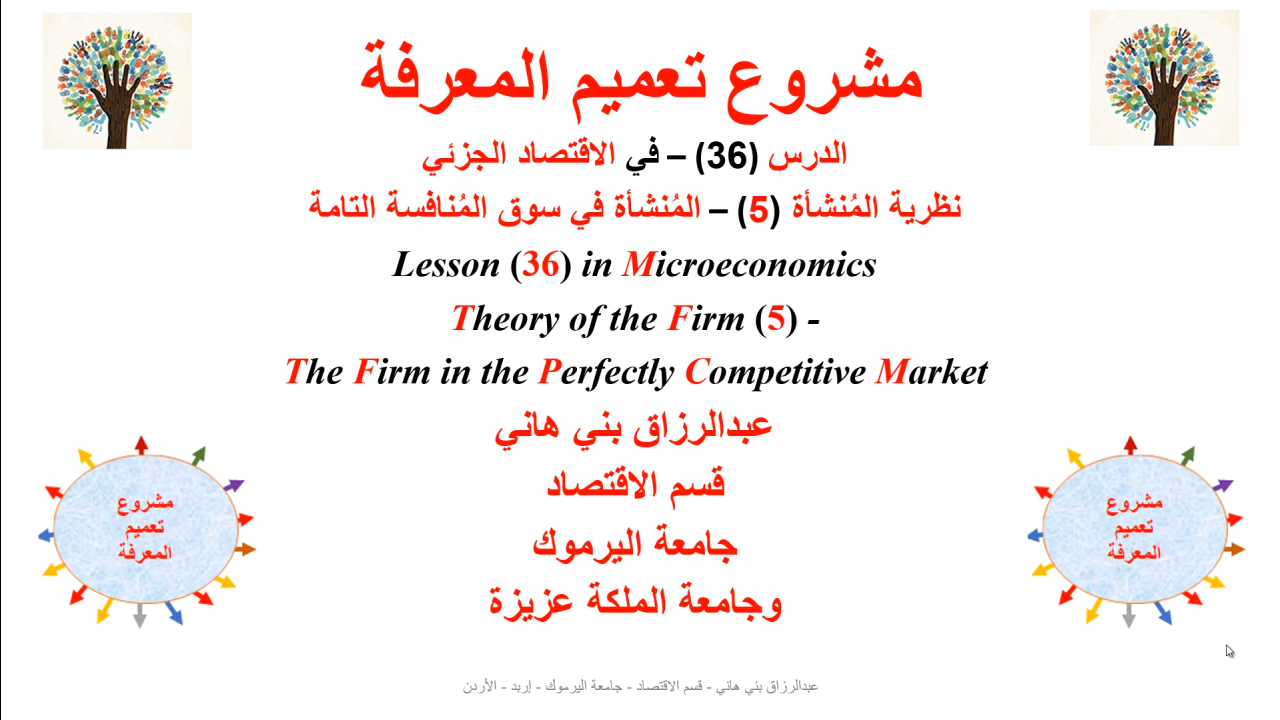 مشروع تعميم المعرفة
الدرس (36) – في الاقتصاد الجزئي
نظرية المُنشأة (5) – المُنشأة في سوق المُنافسة التامة
Lesson (36) in Microeconomics
Theory of the Firm (5) -
The Firm in the Perfectly Competitive Market
عبدالرزاق بني هاني
قسم الاقتصاد
جامعة اليرموك
وجامعة الملكة عزيزة
مشروع
تعميم
المعرفة
مشروع
تعميم
المعرفة
عبدالرزاق بني هاني - قسم الاقتصاد - جامعة اليرموك - إربد - الأردن